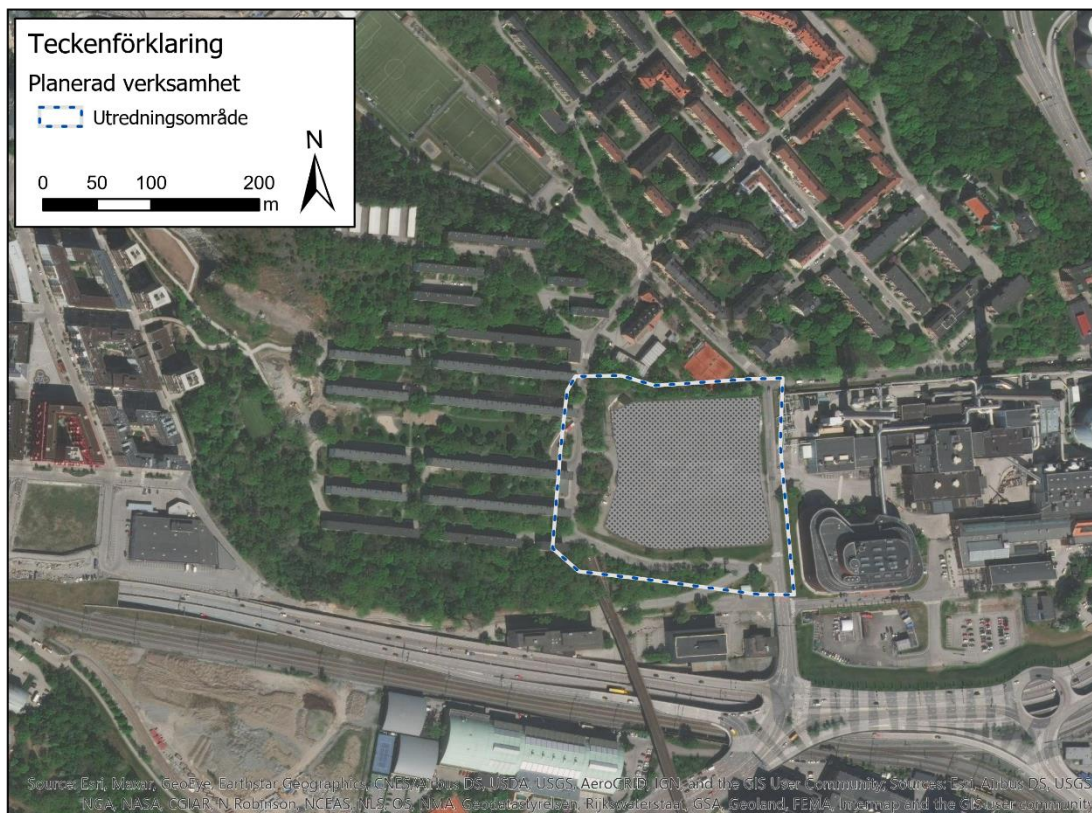 Teckenförklaring
Planerad verksamhet
Utredningsområde
N
0 50 100 200
m
Source: Esri, Maxar, GeoEye, Earthstar Geographics, CNES/Airbus DS, USDA, USGS, AeroGRID, IGN, and the GIS User Community, Sources: Esri, Airbus DS, USGS,
NGA, NASA, CGIAR, N Robinson, NCEAS, NLS, OS, NMA, Geodatastyrelsen, Rijkswaterstaat, GSA, Geoland, FEMA, Intermap and the GIS user community